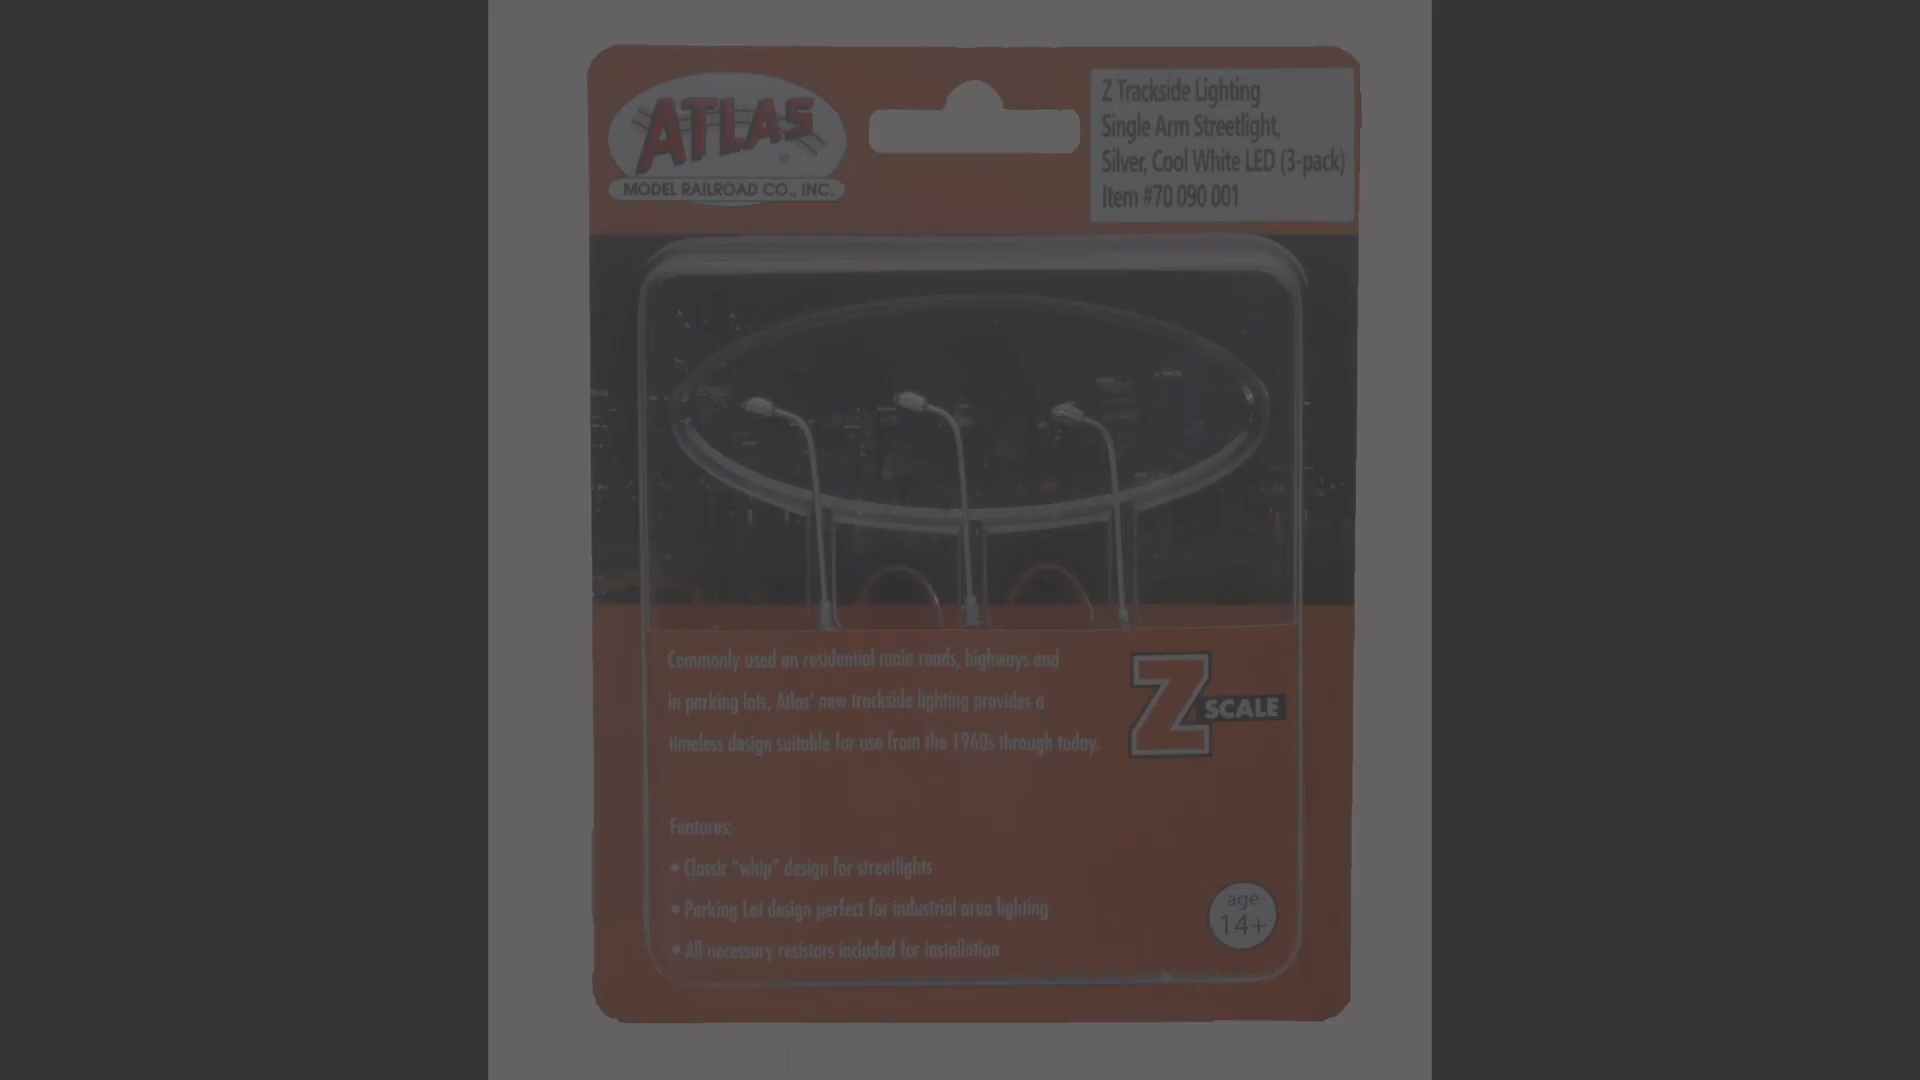 ATLAS
MODEL RAILROAD CO., INC.
Z Trackside Lighting
Single Arm Streetlight,
Silver, Cool White LED (3-pack)
Item #70 090 001
Commonly used on residential main roads, highways and
in parking lots, Atlas' new trackside lighting provides a
timeless design suitable for use from the 1960s through today.
Z SCALE
Features:
• Classic "whip" design for streetlights
• Parking Lot design perfect for industrial area lighting
• All necessary resistors included for installation
age
14+